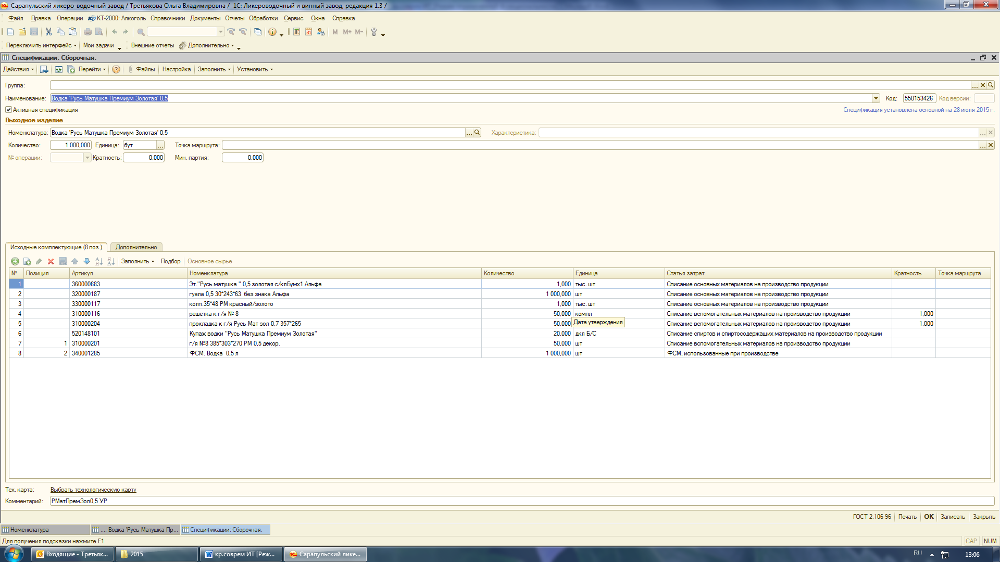 Сарапульский ликеро-водочный завод / Третьякова Ольга Владимировна / 1С: Ликероводочный и винный завод, редакция 1.3 /
Файл Правка Операции КТ-2000: Алкоголь Справочники Документы Отчеты Обработки Сервис Окна Справка
М М+ М-
Переключить интерфейс Мои задачи Внешние отчеты Дополнительно
Спецификации: Сборочная.
Действия Перейти Файлы Настройка Заполнить Установить
Группа:
Наименование: Водка 'Русь Матушка Премиум Золотая' 0,5 Код: 550153426 Код версии:
Активная спецификация Спецификация установлена основной на 28 июля 2015 г.
Выходное изделие
Номенклатура: Водка 'Русь Матушка Премиум Золотая' 0,5 Характеристика:
Количество: 1 000,000 Единица: бут Точка маршрута:
№ операции: Кратность: 0,000 Мин. партия: 0,000
Исходные комплектующие (8 поз.) Дополнительно
Заполнить Подбор Основное сырье
№ Позиция Артикул Номенклатура Количество Единица Статья затрат Кратность Точка маршрута
1 360000683 Эт."Русь матушка " 0,5 золотая с/клБумх1 Альфа 1,000 тыс. шт Списание основных материалов на производство продукции
2 320000187 гуала 0,5 30*243*63 без знака Альфа 1 000,000 шт Списание основных материалов на производство продукции
3 330000117 колп.35*48 РМ красный/золото 1,000 тыс. шт Списание основных материалов на производство продукции
4 310000116 решетка к г/я № 8 50,000 компл Списание вспомогательных материалов на производство продукции 1,000
5 310000204 прокладка к г/я Русь Мат зол 0,7 357*265 50,000 Списание вспомогательных материалов на производство продукции 1,000
Дата утверждения
6 520148101 Купаж водки "Русь Матушка Премиум Золотая" 20,000 дкл Б/С Списание спиртов и спиртосодержащих материалов на производство продукции
7 1 310000201 г/я №8 385*303*270 РМ 0,5 декор. 50,000 шт Списание вспомогательных материалов на производство продукции
8 2 340001285 ФСМ. Водка 0,5 л 1 000,000 шт ФСМ, использованные при производстве
Тех. карта: Выбрать технологическую карту
Комментарий: РМатПремЗол0,5 УР
ГОСТ 2.106-96 Печать ОК Записать Закрыть
Номенклатура ...: Водка 'Русь Матушка Пр... Спецификации: Сборочная.
Для получения подсказки нажмите F1 CAP NUM
Входящие - Третьяк... 2015 кр.соврем ИТ [Реж... Сарапульский лике... RU 13:06